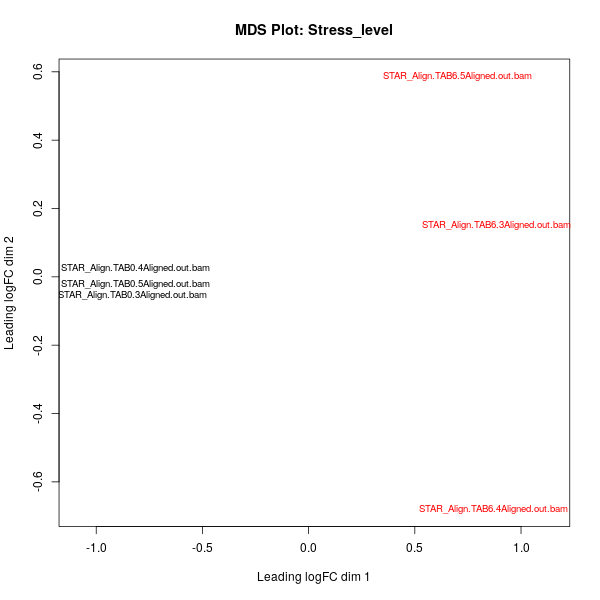 MDS Plot: Stress_level
0.6
0.4
0.2
0.0
-0.2
-0.4
-0.6
Leading logFC dim 2
STAR_Align.TAB6.5Aligned.out.bam
STAR_Align.TAB6.3Aligned.out.bam
STAR_Align.TAB0.4Aligned.out.bam
STAR_Align.TAB0.5Aligned.out.bam
STAR_Align.TAB0.3Aligned.out.bam
STAR_Align.TAB6.4Aligned.out.bam
-1.0 -0.5 0.0 0.5 1.0
Leading logFC dim 1